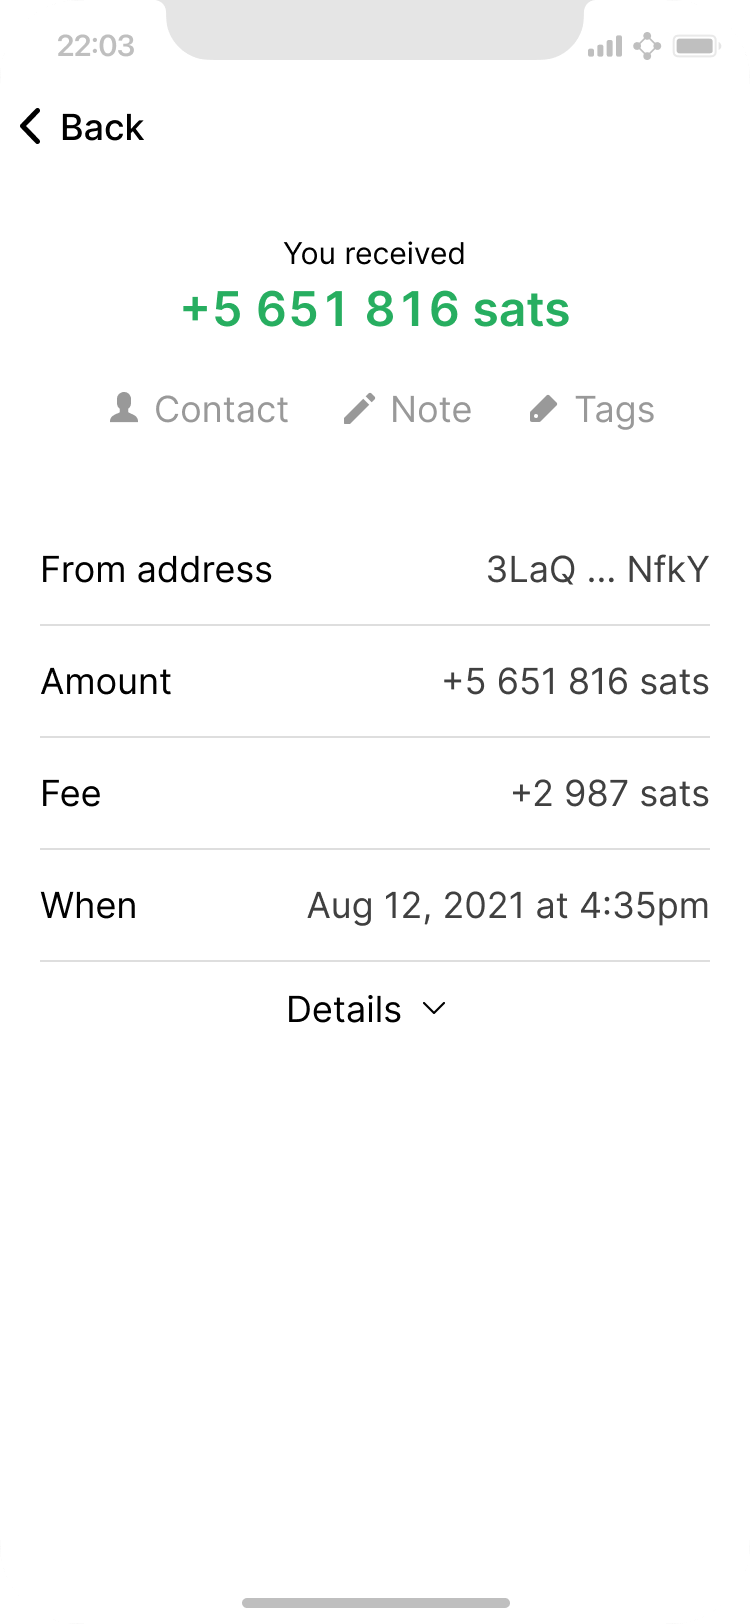 22:03
Back
You received
+5 651 816 sats
Contact Note Tags
From address 3LaQ ... NfkY
Amount +5 651 816 sats
Fee +2 987 sats
When Aug 12, 2021 at 4:35pm
Details